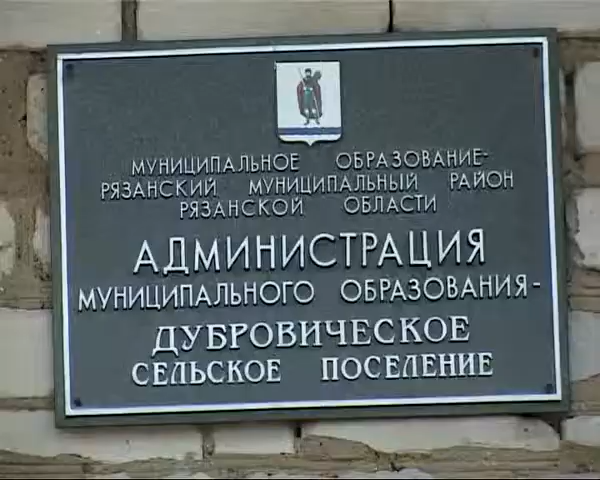 МУНИЦИПАЛЬНОЕ ОБРАЗОВАНИЕ-
РЯЗАНСКИЙ МУНИЦИПАЛЬНЫЙ РАЙОН
РЯЗАНСКОЙ ОБЛАСТИ
АДМИНИСТРАЦИЯ
МУНИЦИПАЛЬНОГО ОБРАЗОВАНИЯ-
ДУБРОВИЧЕСКОЕ
СЕЛЬСКОЕ ПОСЕЛЕНИЕ